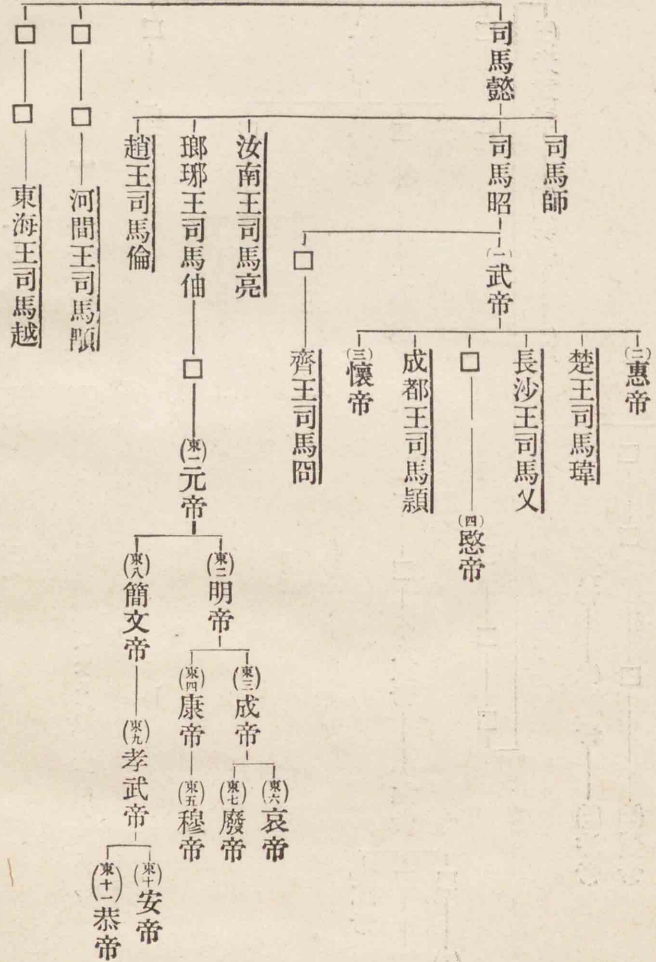 司馬懿
司馬師
司馬昭
汝南王司馬亮
瑯琊王司馬伷
趙王司馬倫
□
□
河間王司馬顒
□
□
東海王司馬越
(一)武帝
□
齊王司馬冏
(二)惠帝
楚王司馬瑋
長沙王司馬乂
□
(四)愍帝
成都王司馬穎
(三)懷帝
□
(東一)元帝
(東二)明帝
(東八)簡文帝
(東三)成帝
(東四)康帝
(東六)哀帝
(東七)廢帝
(東五)穆帝
(東九)孝武帝
(東十)安帝
(東十一)恭帝